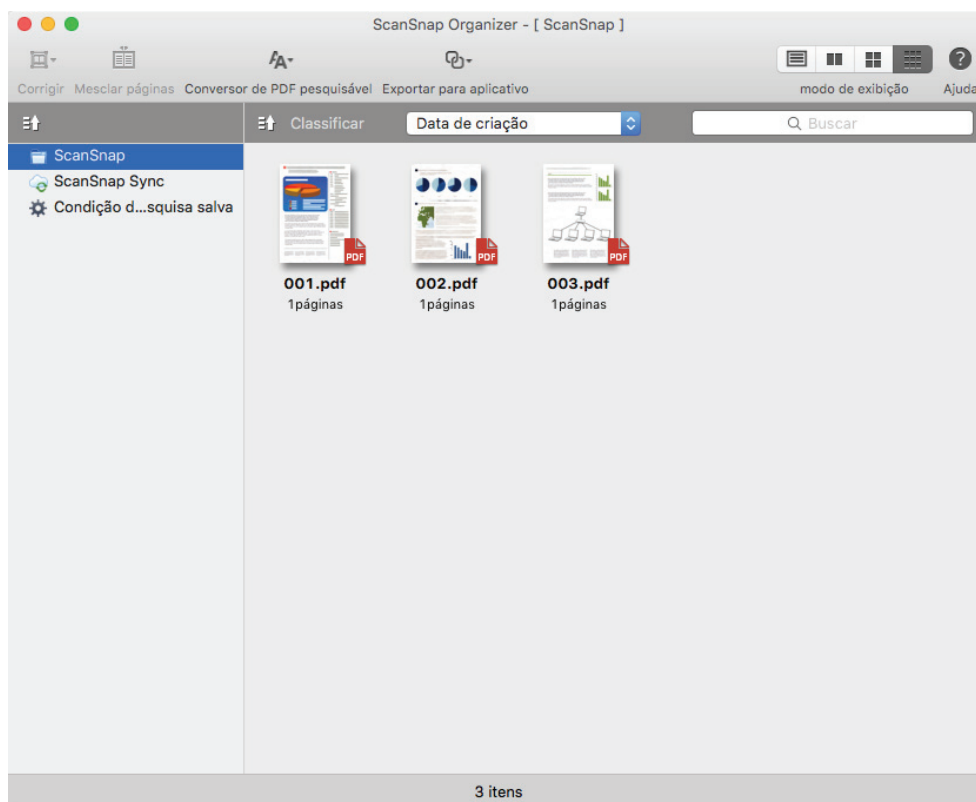 ScanSnap Organizer - [ ScanSnap ]
Corrigir Mesclar páginas Conversor de PDF pesquisável Exportar para aplicativo modo de exibição Ajuda
Classificar Data de criação Buscar
ScanSnap
ScanSnap Sync
Condição d...squisa salva
PDF PDF PDF
001.pdf 002.pdf 003.pdf
1páginas 1páginas 1páginas
3 itens